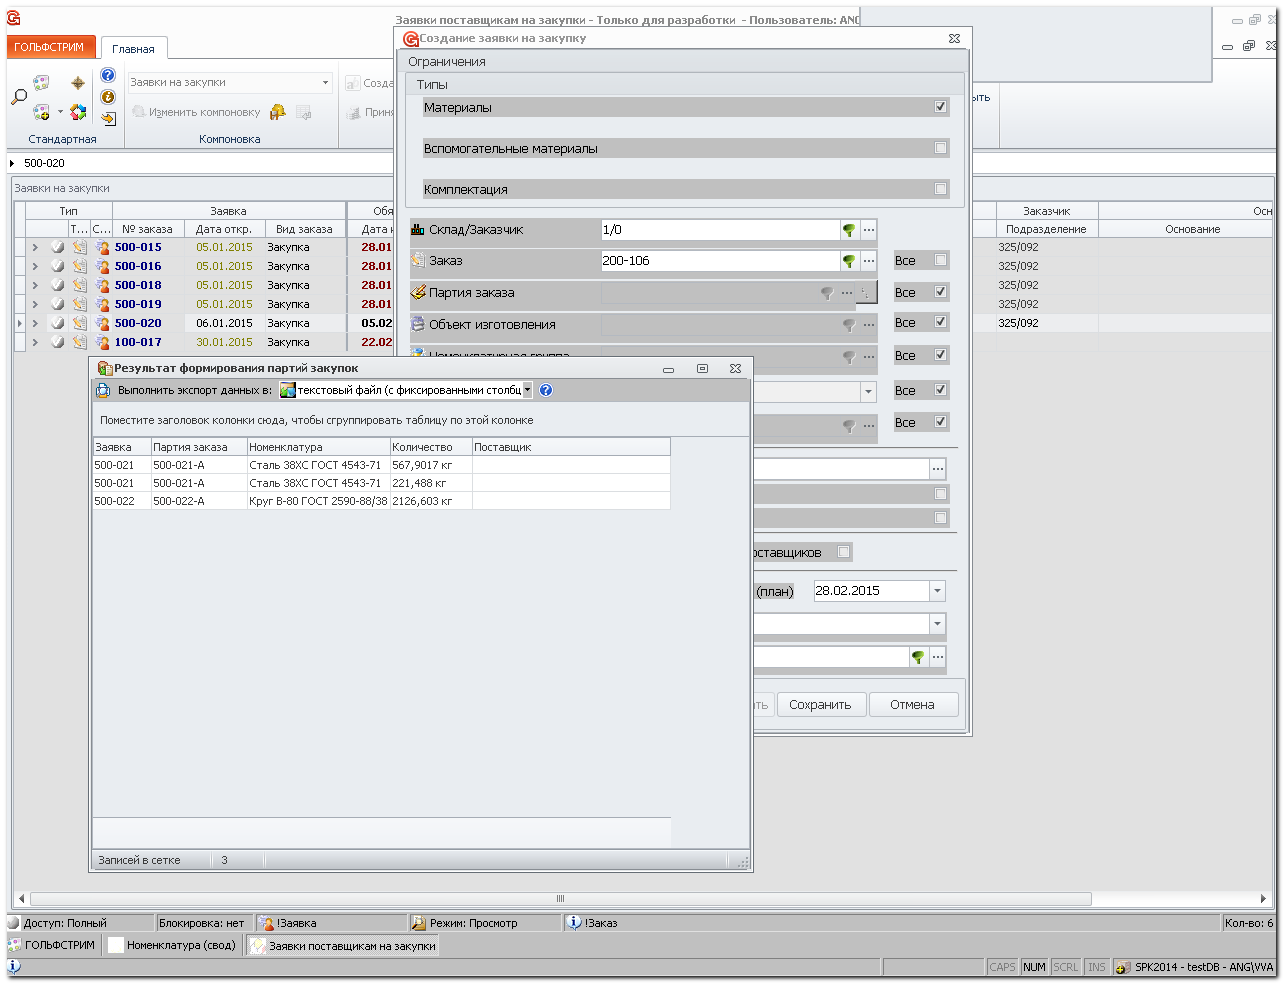 Заявки поставщикам на закупки - Только для разработки - Пользователь: ANG
ГОЛЬФСТРИМ
Главная
Заявки на закупки
Изменить компоновку
Стандартная
Компоновка
500-020
Заявки на закупки
Тип
Заявка
Заказчик
№ заказа
Дата откр.
Вид заказа
Подразделение
Основание
500-015 05.01.2015 Закупка 28.01 325/092
500-016 05.01.2015 Закупка 28.01 325/092
500-018 05.01.2015 Закупка 28.01 325/092
500-019 05.01.2015 Закупка 28.01 325/092
500-020 06.01.2015 Закупка 05.02 325/092
100-017 30.01.2015 Закупка 22.02
Создание заявки на закупку
Ограничения
Типы
Материалы
Вспомогательные материалы
Комплектация
Склад/Заказчик 1/0
Заказ 200-106 Все
Партия заказа Все
Объект изготовления Все
Номенклатурная группа Все
Все
Все
оставщиков
(план) 28.02.2015
ть
Сохранить
Отмена
Результат формирования партий закупок
Выполнить экспорт данных в: текстовый файл (с фиксированными столбц
Поместите заголовок колонки сюда, чтобы сгруппировать таблицу по этой колонке
Заявка Партия заказа Номенклатура Количество Поставщик
500-021 500-021-А Сталь 38ХС ГОСТ 4543-71 567,9017 кг
500-021 500-021-А Сталь 38ХС ГОСТ 4543-71 221,488 кг
500-022 500-022-А Круг В-80 ГОСТ 2590-88/38 2126,603 кг
Записей в сетке 3
Доступ: Полный Блокировка: нет !Заявка Режим: Просмотр !Заказ Кол-во: 6
ГОЛЬФСТРИМ Номенклатура (свод) Заявки поставщикам на закупки
CAPS NUM SCRL INS SPK2014 - testDB - ANG\VVA